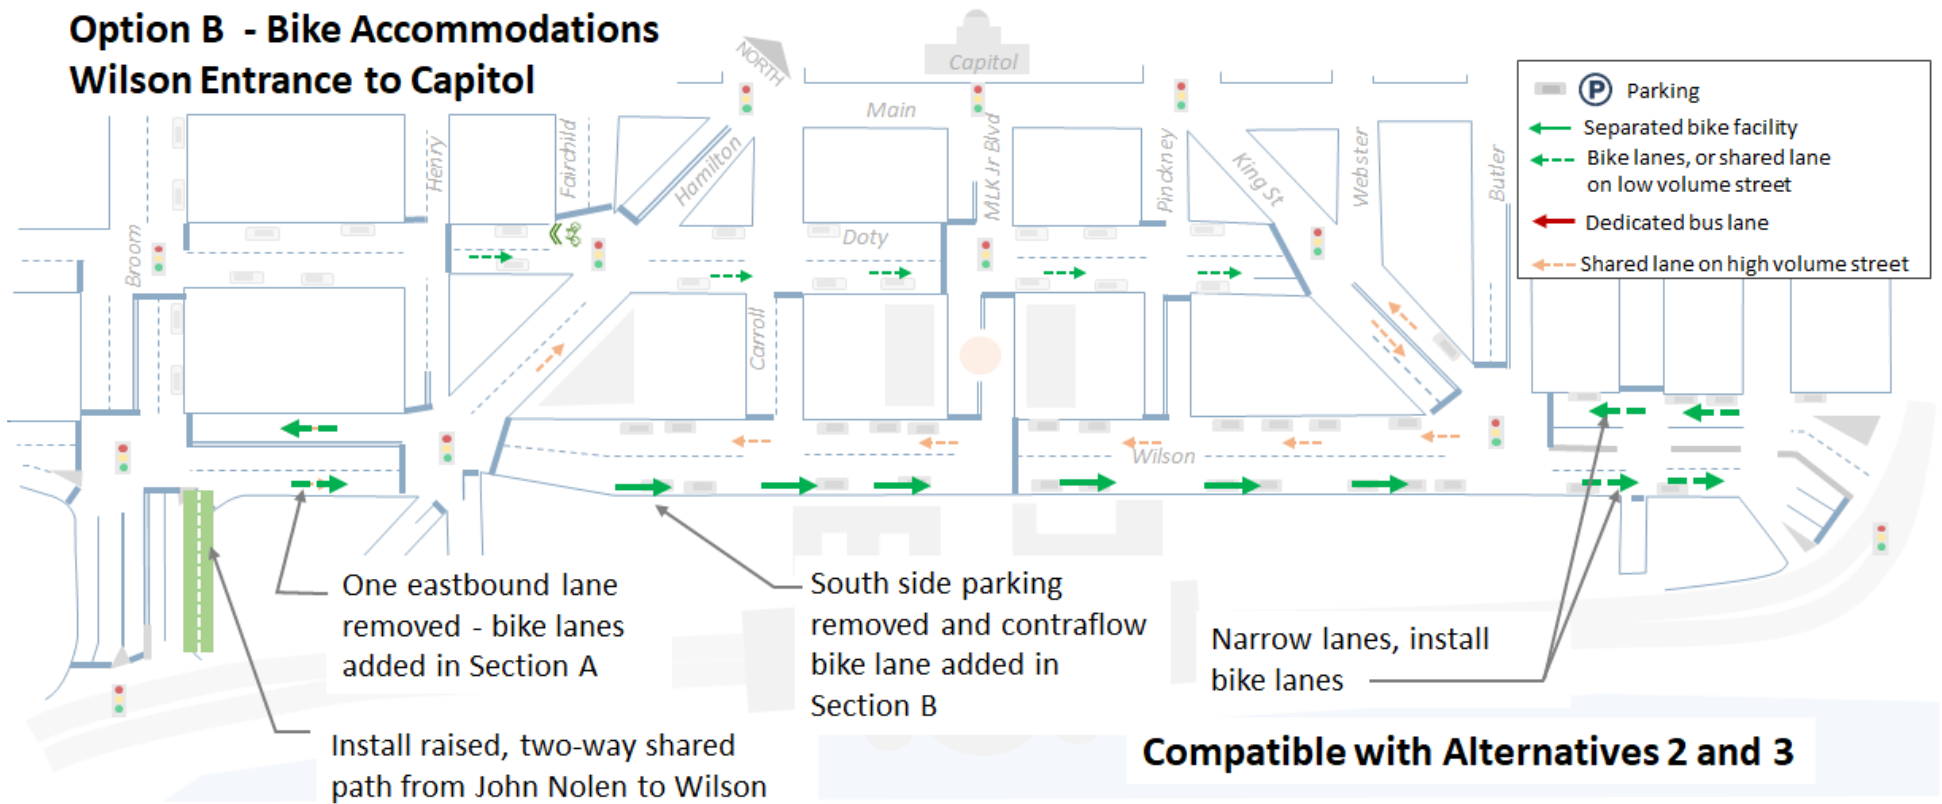 Option B - Bike Accommodations
Wilson Entrance to Capitol
NORTH
Capitol
Main
P Parking
Separated bike facility
Bike lanes, or shared lane
on low volume street
Dedicated bus lane
Shared lane on high volume street
Broom
Henry
Fairchild
Hamilton
MLK Jr Blvd
Pinckney
King St
Webster
Butler
Doty
Carroll
Wilson
One eastbound lane
removed - bike lanes
added in Section A
South side parking
removed and contraflow
bike lane added in
Section B
Narrow lanes, install
bike lanes
Install raised, two-way shared
path from John Nolen to Wilson
Compatible with Alternatives 2 and 3